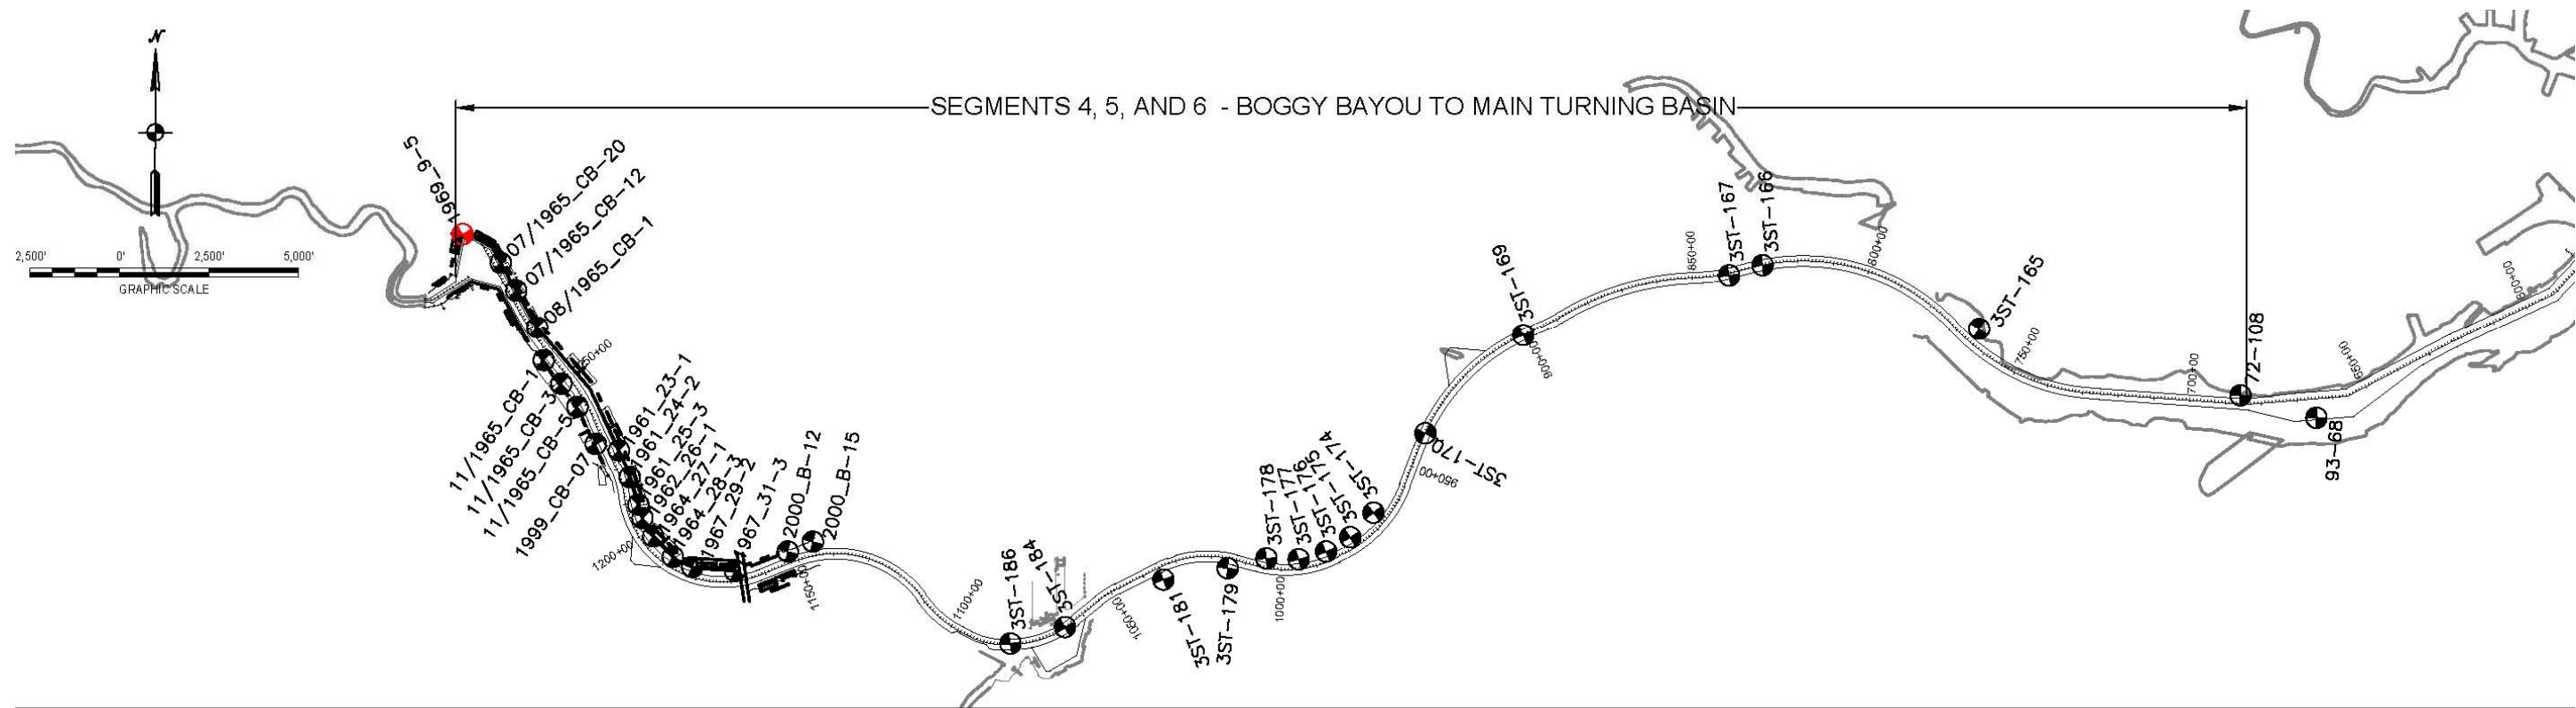 N
SEGMENTS 4, 5, AND 6 - BOGGY BAYOU TO MAIN TURNING BASIN
2,500' 0' 2,500' 5,000'
GRAPHIC SCALE
1969-9-5
07/1965_CB-20
07/1965_CB-12
08/1965_CB-1
11/1965_CB-1
11/1965_CB-3
11/1965_CB-5
1999_CB-07
1961_23-1
1961_24-2
1961_25-3
1962_26-1
1964_27-1
1964_28-3
1967_29-2
1967_31-3
2000_B-12
2000_B-15
1200+00
1150+00
1100+00
3ST-186
3ST-184
1050+00
3ST-181
3ST-179
3ST-178
3ST-177
3ST-176
3ST-175
3ST-174
1000+00
3ST-170
950+00
3ST-169
900+00
850+00
3ST-167
3ST-166
800+00
3ST-165
750+00
700+00
72-108
93-68
650+00
600+00